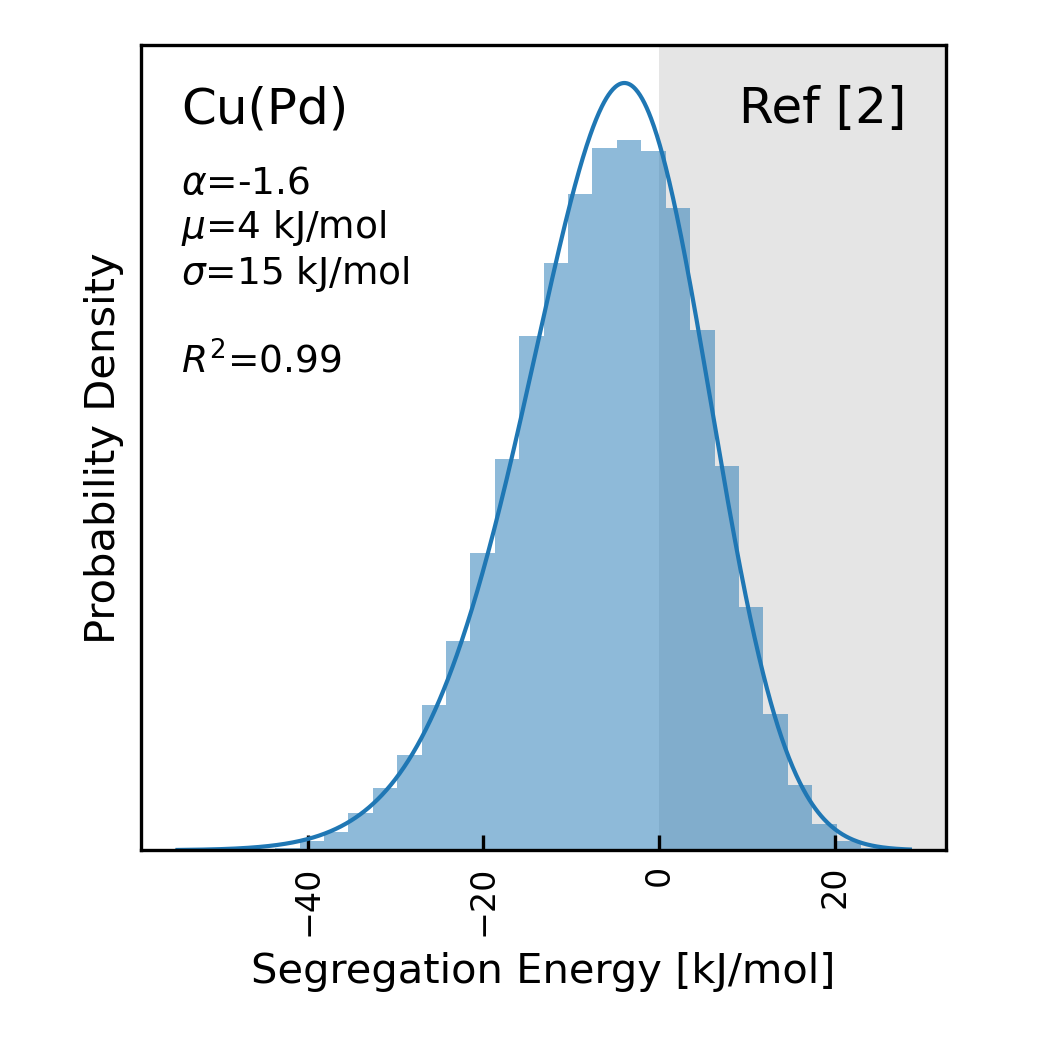 Cu(Pd)
Ref [2]
α=-1.6
μ=4 kJ/mol
σ=15 kJ/mol
R²=0.99
Probability Density
−40
−20
0
20
Segregation Energy [kJ/mol]